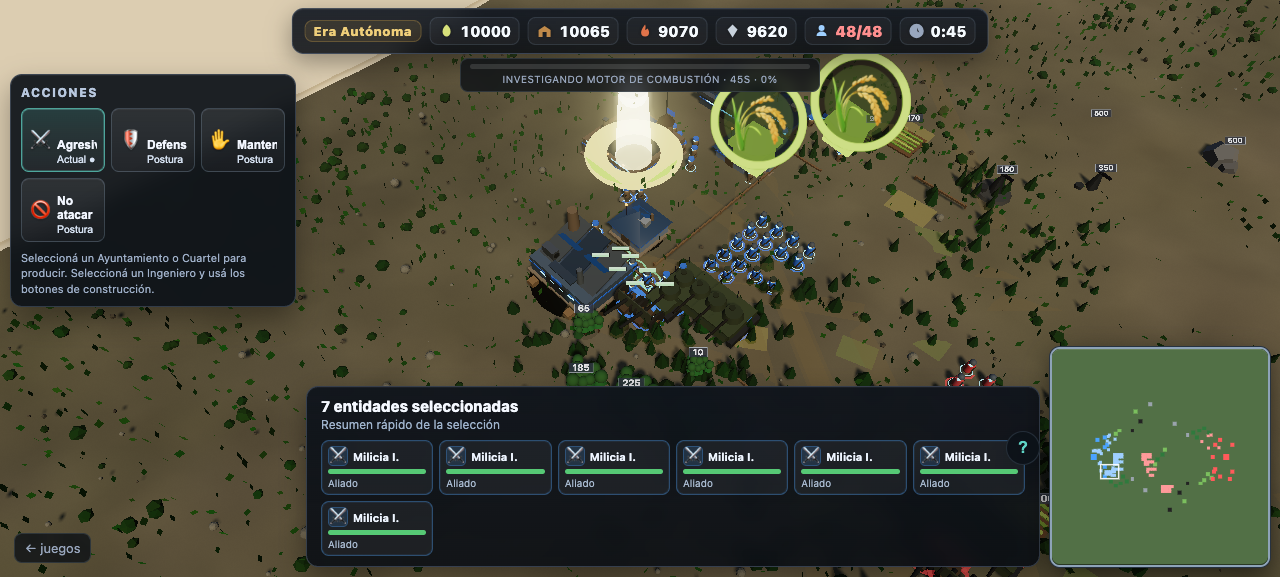 Era Autónoma
10000
10065
9070
9620
48/48
0:45
INVESTIGANDO MOTOR DE COMBUSTIÓN · 45S · 0%
ACCIONES
Agresiv
Actual
Defens
Postura
Manten
Postura
No atacar
Postura
Seleccioná un Ayuntamiento o Cuartel para
producir. Seleccioná un Ingeniero y usá los
botones de construcción.
170
500
600
150
350
65
10
185
225
7 entidades seleccionadas
Resumen rápido de la selección
Milicia I.
Aliado
Milicia I.
Aliado
Milicia I.
Aliado
Milicia I.
Aliado
Milicia I.
Aliado
Milicia I.
Aliado
Milicia I.
Aliado
?
← juegos